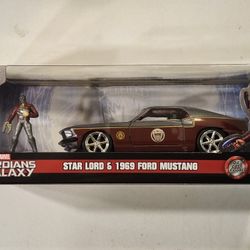 MARVEL
GUARDIANS
GALAXY
STAR LORD & 1969 FORD MUSTANG